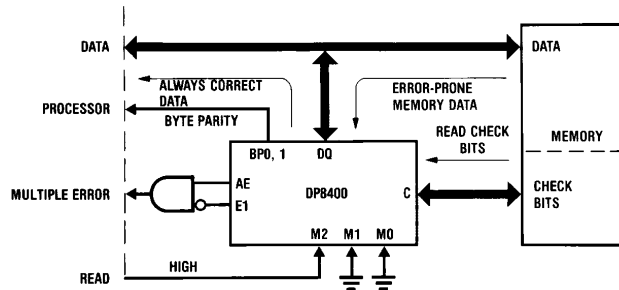 DATA
DATA
ALWAYS CORRECT
DATA
ERROR-PRONE
MEMORY DATA
PROCESSOR
BYTE PARITY
READ CHECK
BITS
MEMORY
BP0, 1
DQ
MULTIPLE ERROR
AE
E1
DP8400
C
CHECK
BITS
M2
M1
M0
READ
HIGH